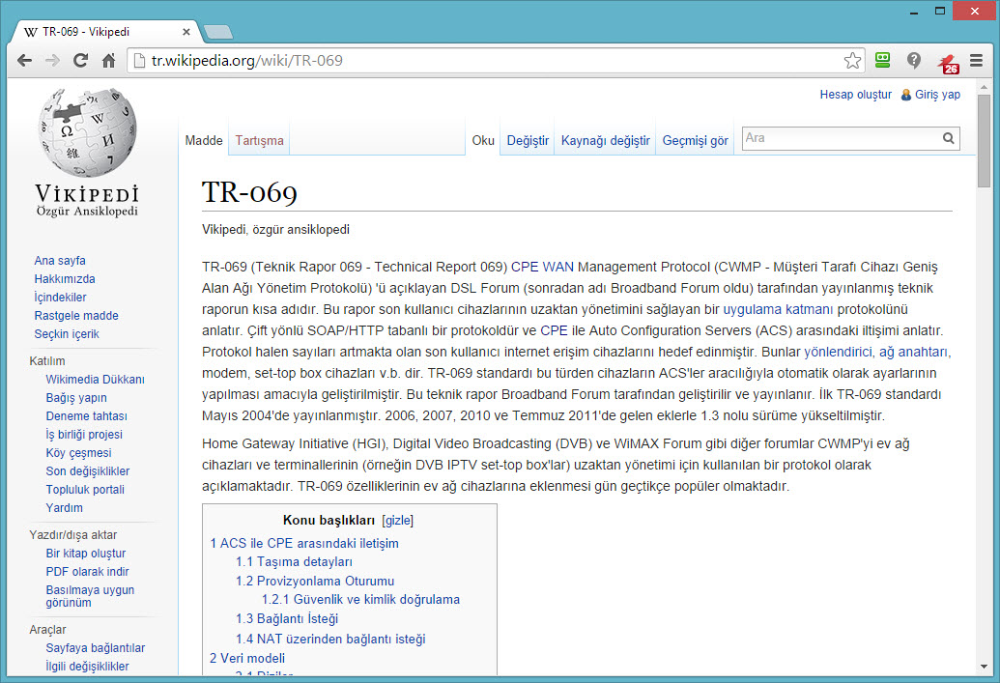 TR-069 - Vikipedi
tr.wikipedia.org/wiki/TR-069
26
Hesap oluştur Giriş yap
Madde Tartışma Oku Değiştir Kaynağı değiştir Geçmişi gör Ara
VİKİPEDİ
Özgür Ansiklopedi
Ana sayfa
Hakkımızda
İçindekiler
Rastgele madde
Seçkin içerik
Katılım
Wikimedia Dükkanı
Bağış yapın
Deneme tahtası
İş birliği projesi
Köy çeşmesi
Son değişiklikler
Topluluk portali
Yardım
Yazdır/dışa aktar
Bir kitap oluştur
PDF olarak indir
Basılmaya uygun
görünüm
Araçlar
Sayfaya bağlantılar
İlgili değişiklikler
TR-069
Vikipedi, özgür ansiklopedi
TR-069 (Teknik Rapor 069 - Technical Report 069) CPE WAN Management Protocol (CWMP - Müşteri Tarafı Cihazı Geniş
Alan Ağı Yönetim Protokolü) 'ü açıklayan DSL Forum (sonradan adı Broadband Forum oldu) tarafından yayınlanmış teknik
raporun kısa adıdır. Bu rapor son kullanıcı cihazlarının uzaktan yönetimini sağlayan bir uygulama katmanı protokolünü
anlatır. Çift yönlü SOAP/HTTP tabanlı bir protokoldür ve CPE ile Auto Configuration Servers (ACS) arasındaki iltişimi anlatır.
Protokol halen sayıları artmakta olan son kullanıcı internet erişim cihazlarını hedef edinmiştir. Bunlar yönlendirici, ağ anahtarı,
modem, set-top box cihazları v.b. dir. TR-069 standardı bu türden cihazların ACS'ler aracılığıyla otomatik olarak ayarlarının
yapılması amacıyla geliştirilmiştir. Bu teknik rapor Broadband Forum tarafından geliştirilir ve yayınlanır. İlk TR-069 standardı
Mayıs 2004'de yayınlanmıştır. 2006, 2007, 2010 ve Temmuz 2011'de gelen eklerle 1.3 nolu sürüme yükseltilmiştir.
Home Gateway Initiative (HGI), Digital Video Broadcasting (DVB) ve WiMAX Forum gibi diğer forumlar CWMP'yi ev ağ
cihazları ve terminallerinin (örneğin DVB IPTV set-top box'lar) uzaktan yönetimi için kullanılan bir protokol olarak
açıklamaktadır. TR-069 özelliklerinin ev ağ cihazlarına eklenmesi gün geçtikçe popüler olmaktadır.
Konu başlıkları [gizle]
1 ACS ile CPE arasındaki iletişim
1.1 Taşıma detayları
1.2 Provizyonlama Oturumu
1.2.1 Güvenlik ve kimlik doğrulama
1.3 Bağlantı İsteği
1.4 NAT üzerinden bağlantı isteği
2 Veri modeli